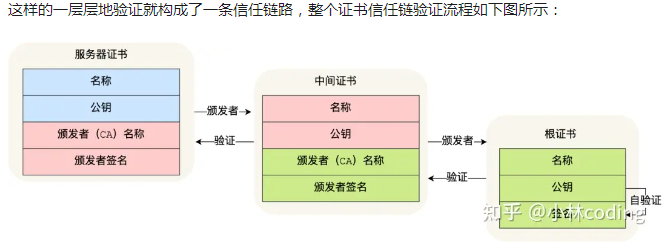 这样的一层层地验证就构成了一条信任链路，整个证书信任链验证流程如下图所示：
服务器证书
名称
公钥
颁发者（CA）名称
颁发者签名
颁发者
验证
中间证书
名称
公钥
颁发者（CA）名称
颁发者签名
颁发者
验证
根证书
名称
公钥
签名
自验证
知乎 @小林coding